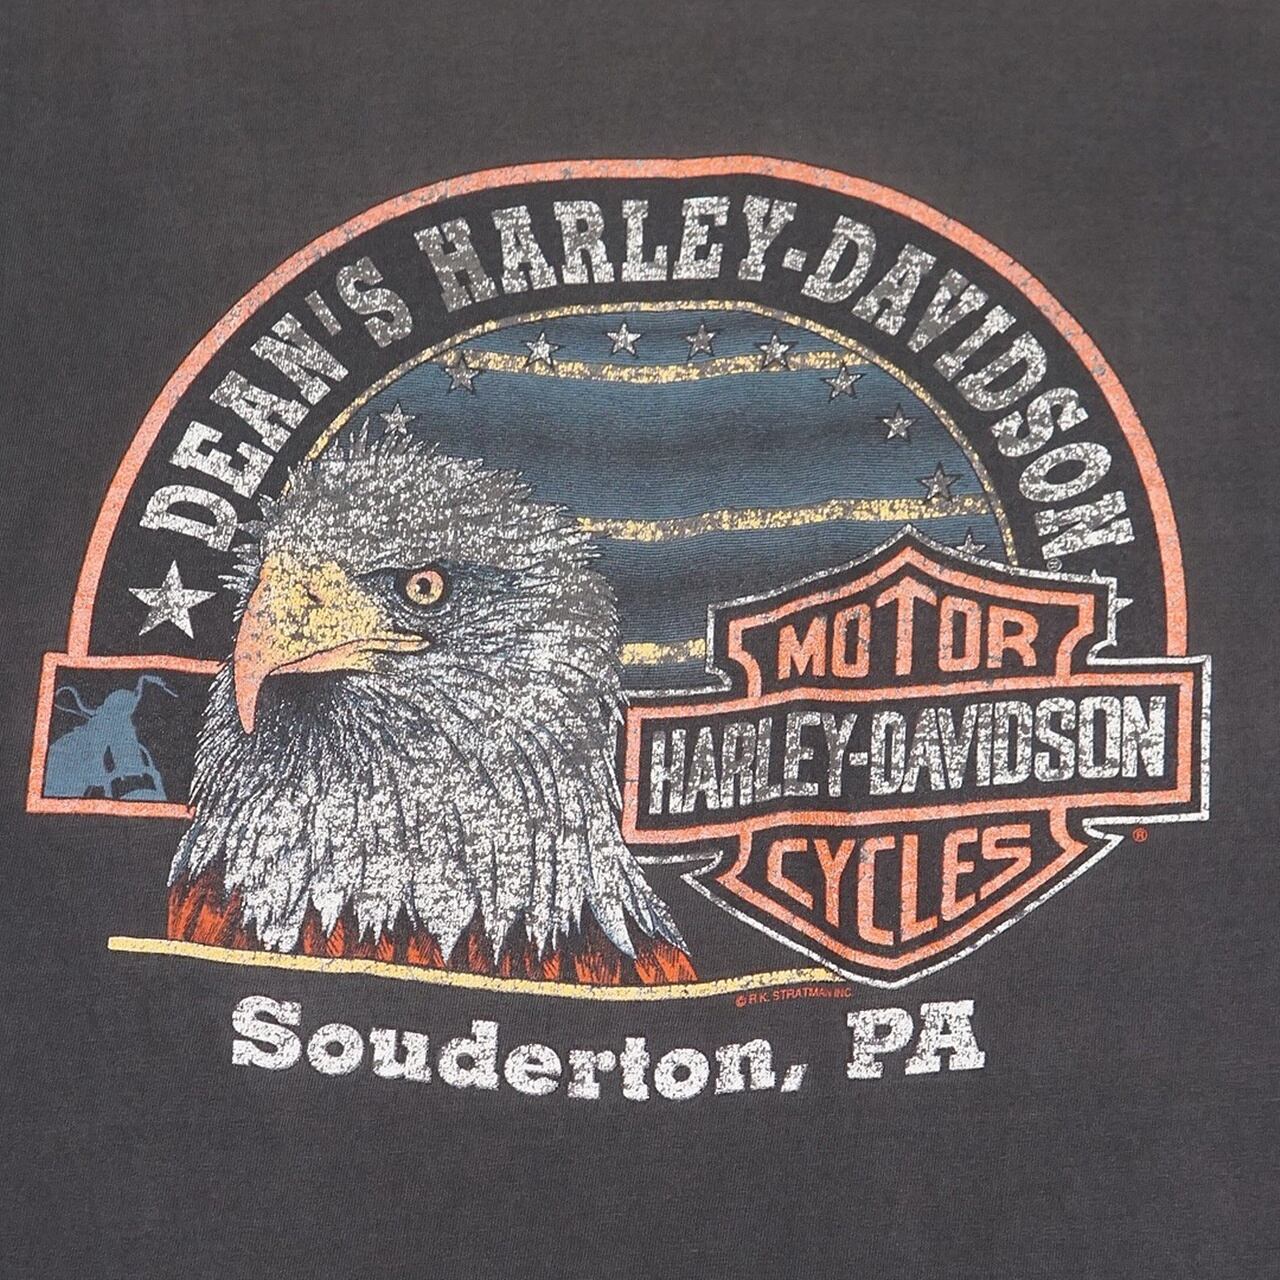 DEAN'S HARLEY-DAVIDSON
®
MOTOR
HARLEY-DAVIDSON
CYCLES
®
© R.K. STRATMAN INC.
Souderton, PA